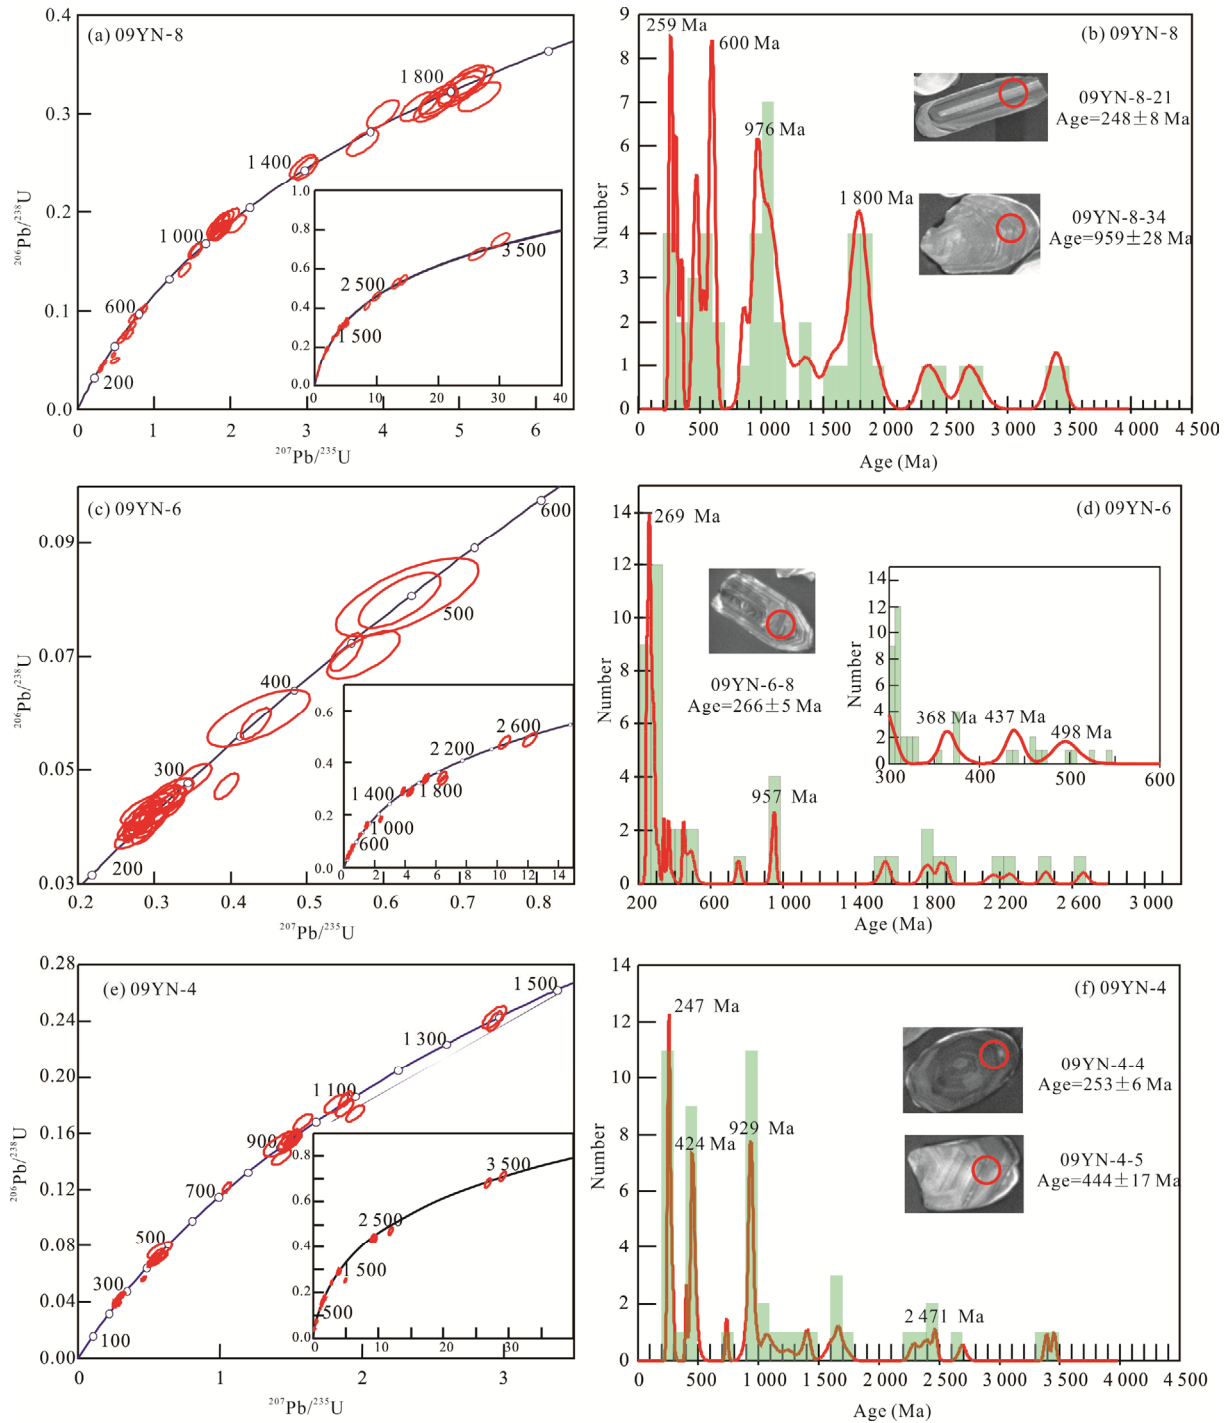 (a) 09YN-8
0.4
0.3
0.2
0.1
0.0
206Pb/238U
1 800
1 400
1 000
600
200
1.0
0.8
0.6
0.4
0.2
0.0
3 500
2 500
1 500
0 10 20 30 40
0 1 2 3 4 5 6
207Pb/235U
(b) 09YN-8
9
8
7
6
5
4
3
2
1
0
Number
259 Ma
600 Ma
976 Ma
1 800 Ma
09YN-8-21
Age=248±8 Ma
09YN-8-34
Age=959±28 Ma
0 500 1 000 1 500 2 000 2 500 3 000 3 500 4 000 4 500
Age (Ma)
(c) 09YN-6
0.09
0.07
0.05
0.03
206Pb/238U
600
500
400
300
200
0.6
0.4
0.2
0.0
2 600
2 200
1 800
1 400
1 000
600
0 2 4 6 8 10 12 14
0.2 0.3 0.4 0.5 0.6 0.7 0.8
207Pb/235U
(d) 09YN-6
14
12
10
8
6
4
2
0
Number
269 Ma
957 Ma
09YN-6-8
Age=266±5 Ma
14
12
10
8
6
4
2
0
Number
368 Ma 437 Ma
498 Ma
300 400 500 600
200 600 1 000 1 400 1 800 2 200 2 600 3 000
Age (Ma)
(e) 09YN-4
0.28
0.24
0.20
0.16
0.12
0.08
0.04
0.00
206Pb/238U
1 500
1 300
1 100
900
700
500
300
100
0.8
0.6
0.4
0.2
0.0
3 500
2 500
1 500
500
0 10 20 30
0 1 2 3
207Pb/235U
(f) 09YN-4
14
12
10
8
6
4
2
0
Number
247 Ma
424 Ma
929 Ma
2 471 Ma
09YN-4-4
Age=253±6 Ma
09YN-4-5
Age=444±17 Ma
0 500 1 000 1 500 2 000 2 500 3 000 3 500 4 000 4 500
Age (Ma)